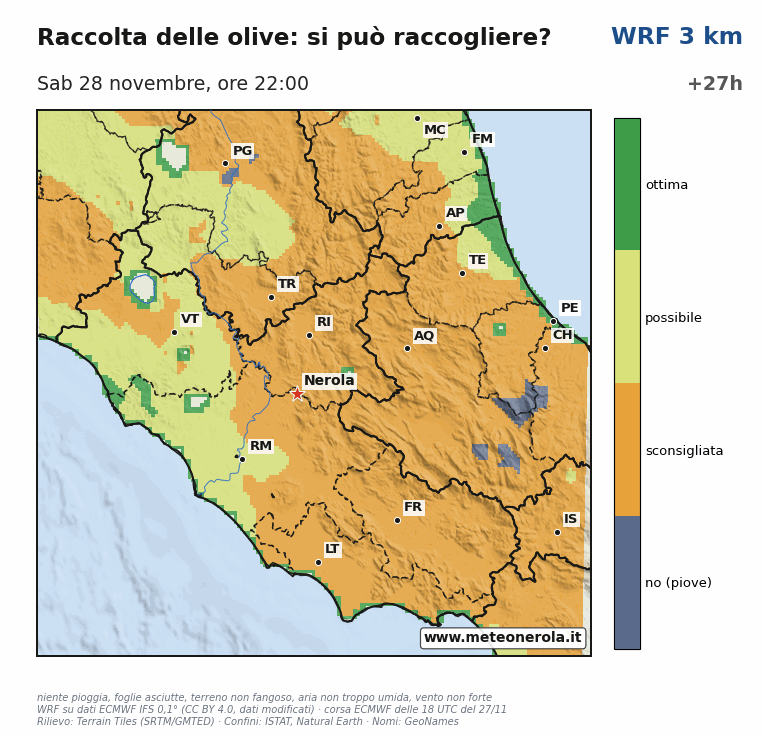 Raccolta delle olive: si può raccogliere?
WRF 3 km
Sab 28 novembre, ore 22:00
+27h
MC
FM
PG
AP
TE
TR
PE
VT
RI
AQ
CH
Nerola
RM
FR
IS
LT
www.meteonerola.it
ottima
possibile
sconsigliata
no (piove)
niente pioggia, foglie asciutte, terreno non fangoso, aria non troppo umida, vento non forte
WRF su dati ECMWF IFS 0,1° (CC BY 4.0, dati modificati) · corsa ECMWF delle 18 UTC del 27/11
Rilievo: Terrain Tiles (SRTM/GMTED) · Confini: ISTAT, Natural Earth · Nomi: GeoNames